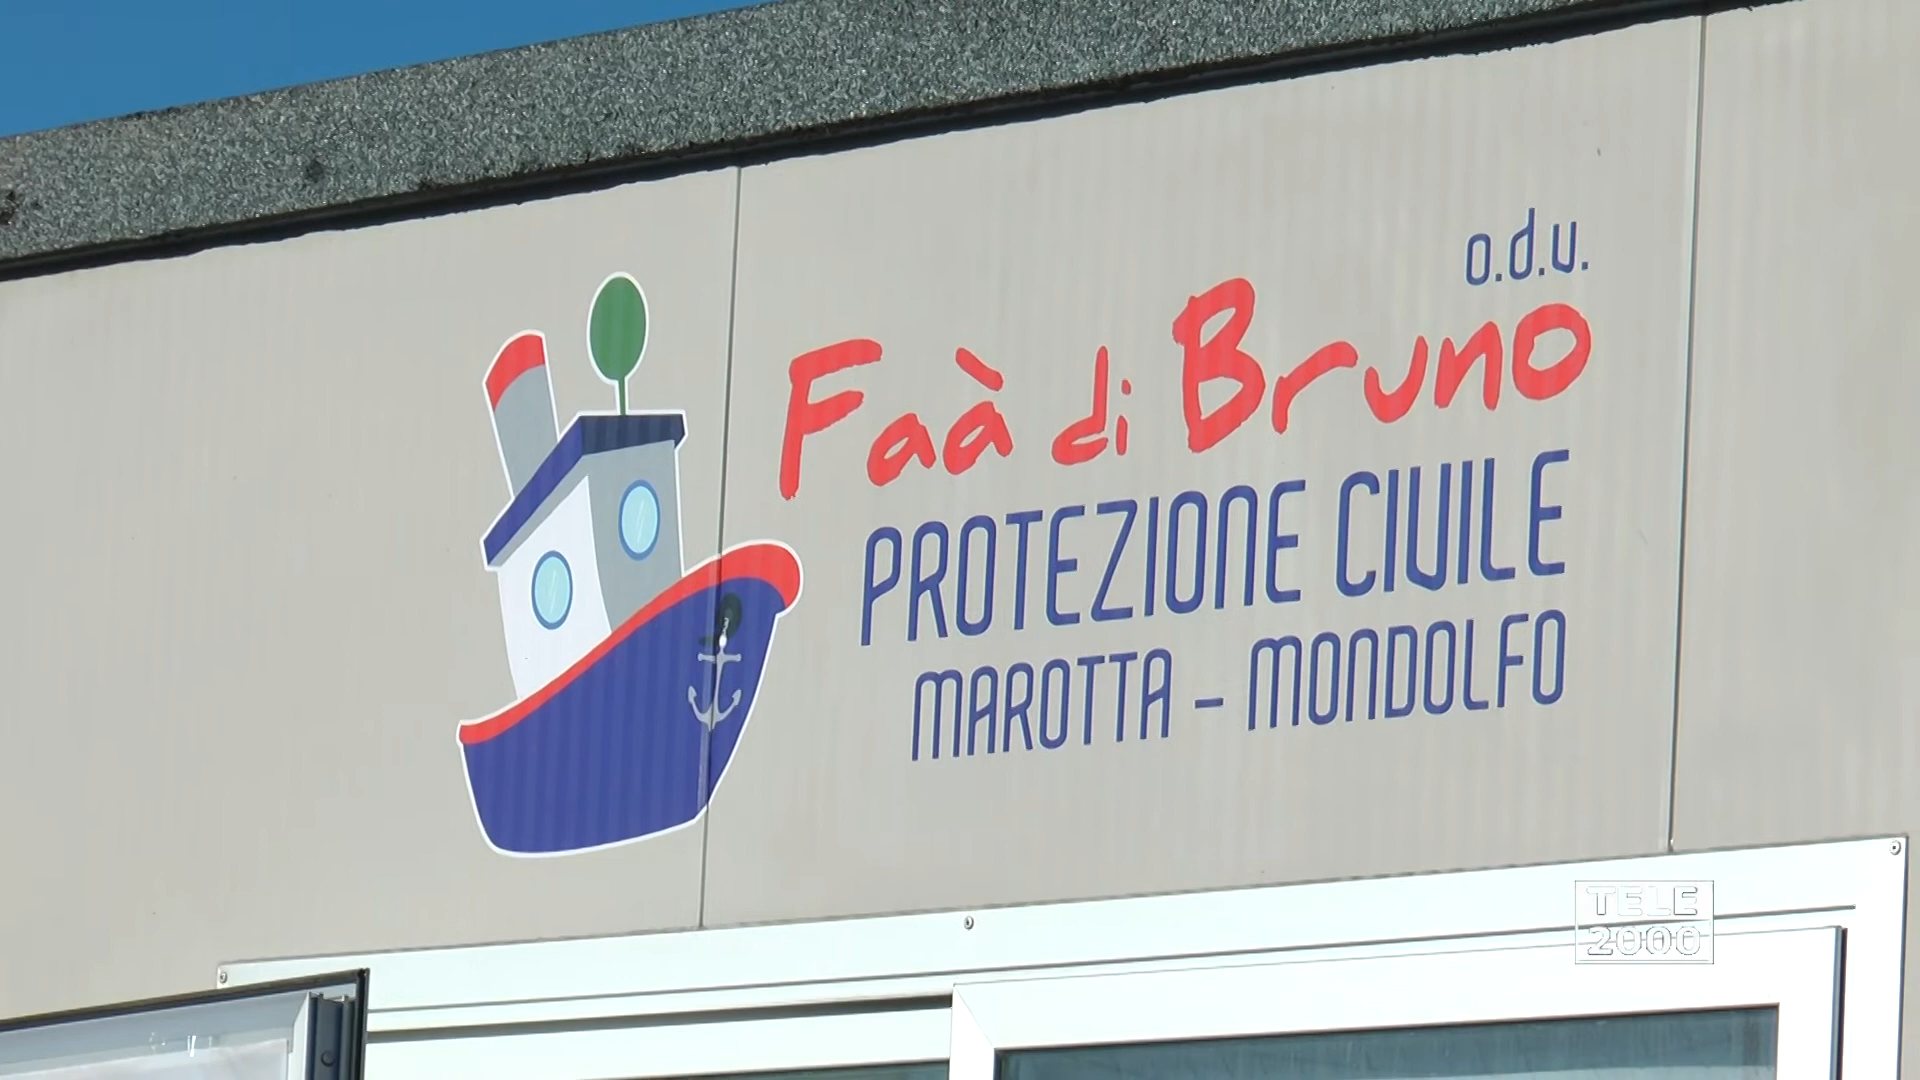 o.d.v.
Faà di Bruno
PROTEZIONE CIVILE
MAROTTA - MONDOLFO
TELE
2000